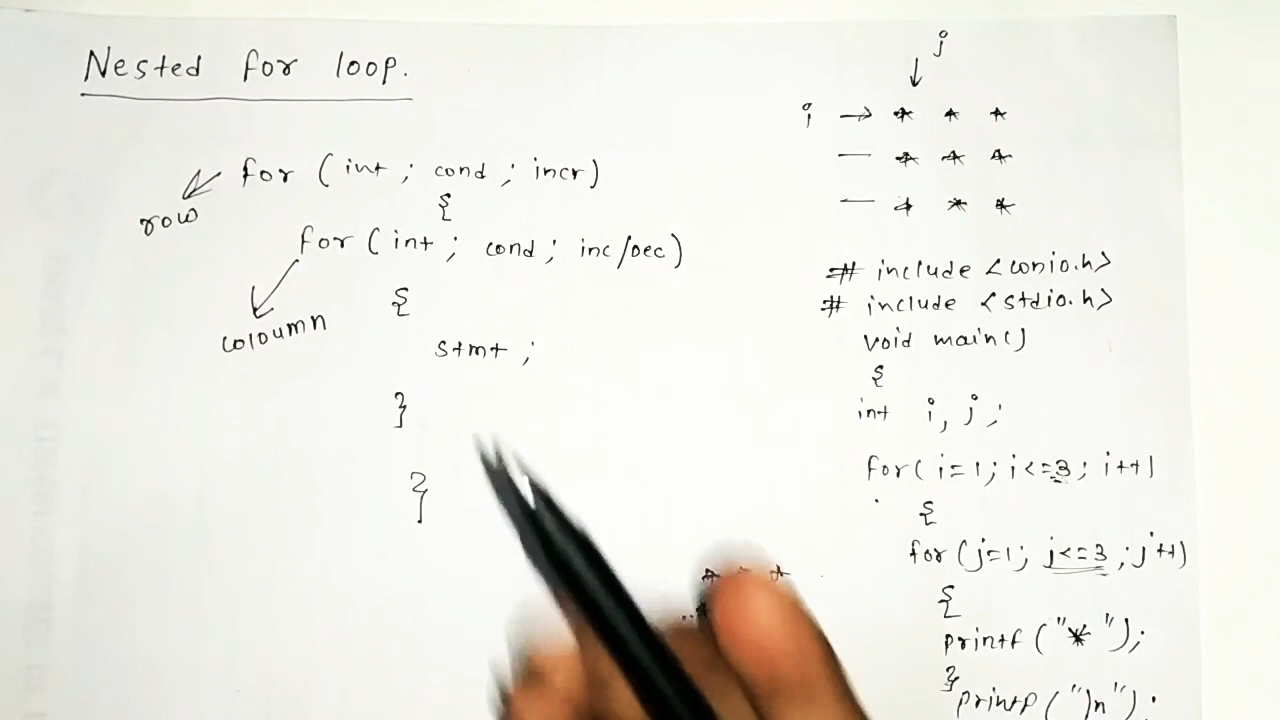 Nested for loop.
for (int ; cond ; incr)
row
{
for (int ; cond ; inc/Dec)
coloumn
{
stmt ;
}
}
j
i → * * *
— * * *
— * * *
# include <conio.h>
# include <stdio.h>
void main()
{
int i, j ;
for( i=1; i<=3; i++)
{
for (j=1; j<=3 ; j++)
{
printf ("* ");
}
printf ("\n");
* * *